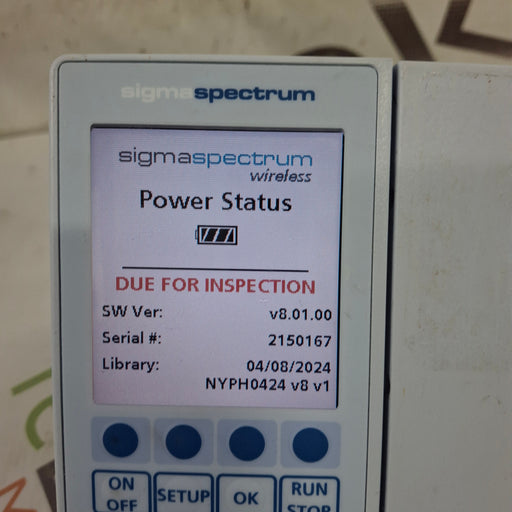 sigmaspectrum
sigmaspectrum
wireless
Power Status
DUE FOR INSPECTION
SW Ver: v8.01.00
Serial #: 2150167
Library: 04/08/2024
NYPH0424 v8 v1
ON OFF
SETUP
OK
RUN STOP